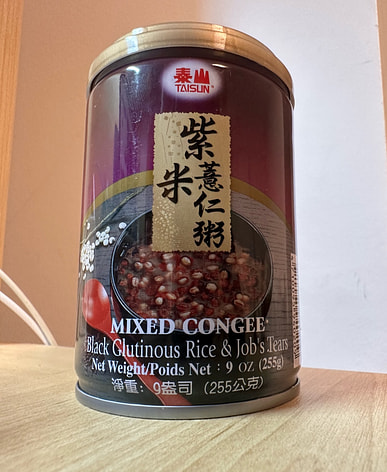 泰山
TAISUN®
紫米
薏仁粥
MIXED CONGEE
Black Glutinous Rice & Job's Tears
Net Weight/Poids Net : 9 OZ (255g)
淨重: 9盎司 (255公克)